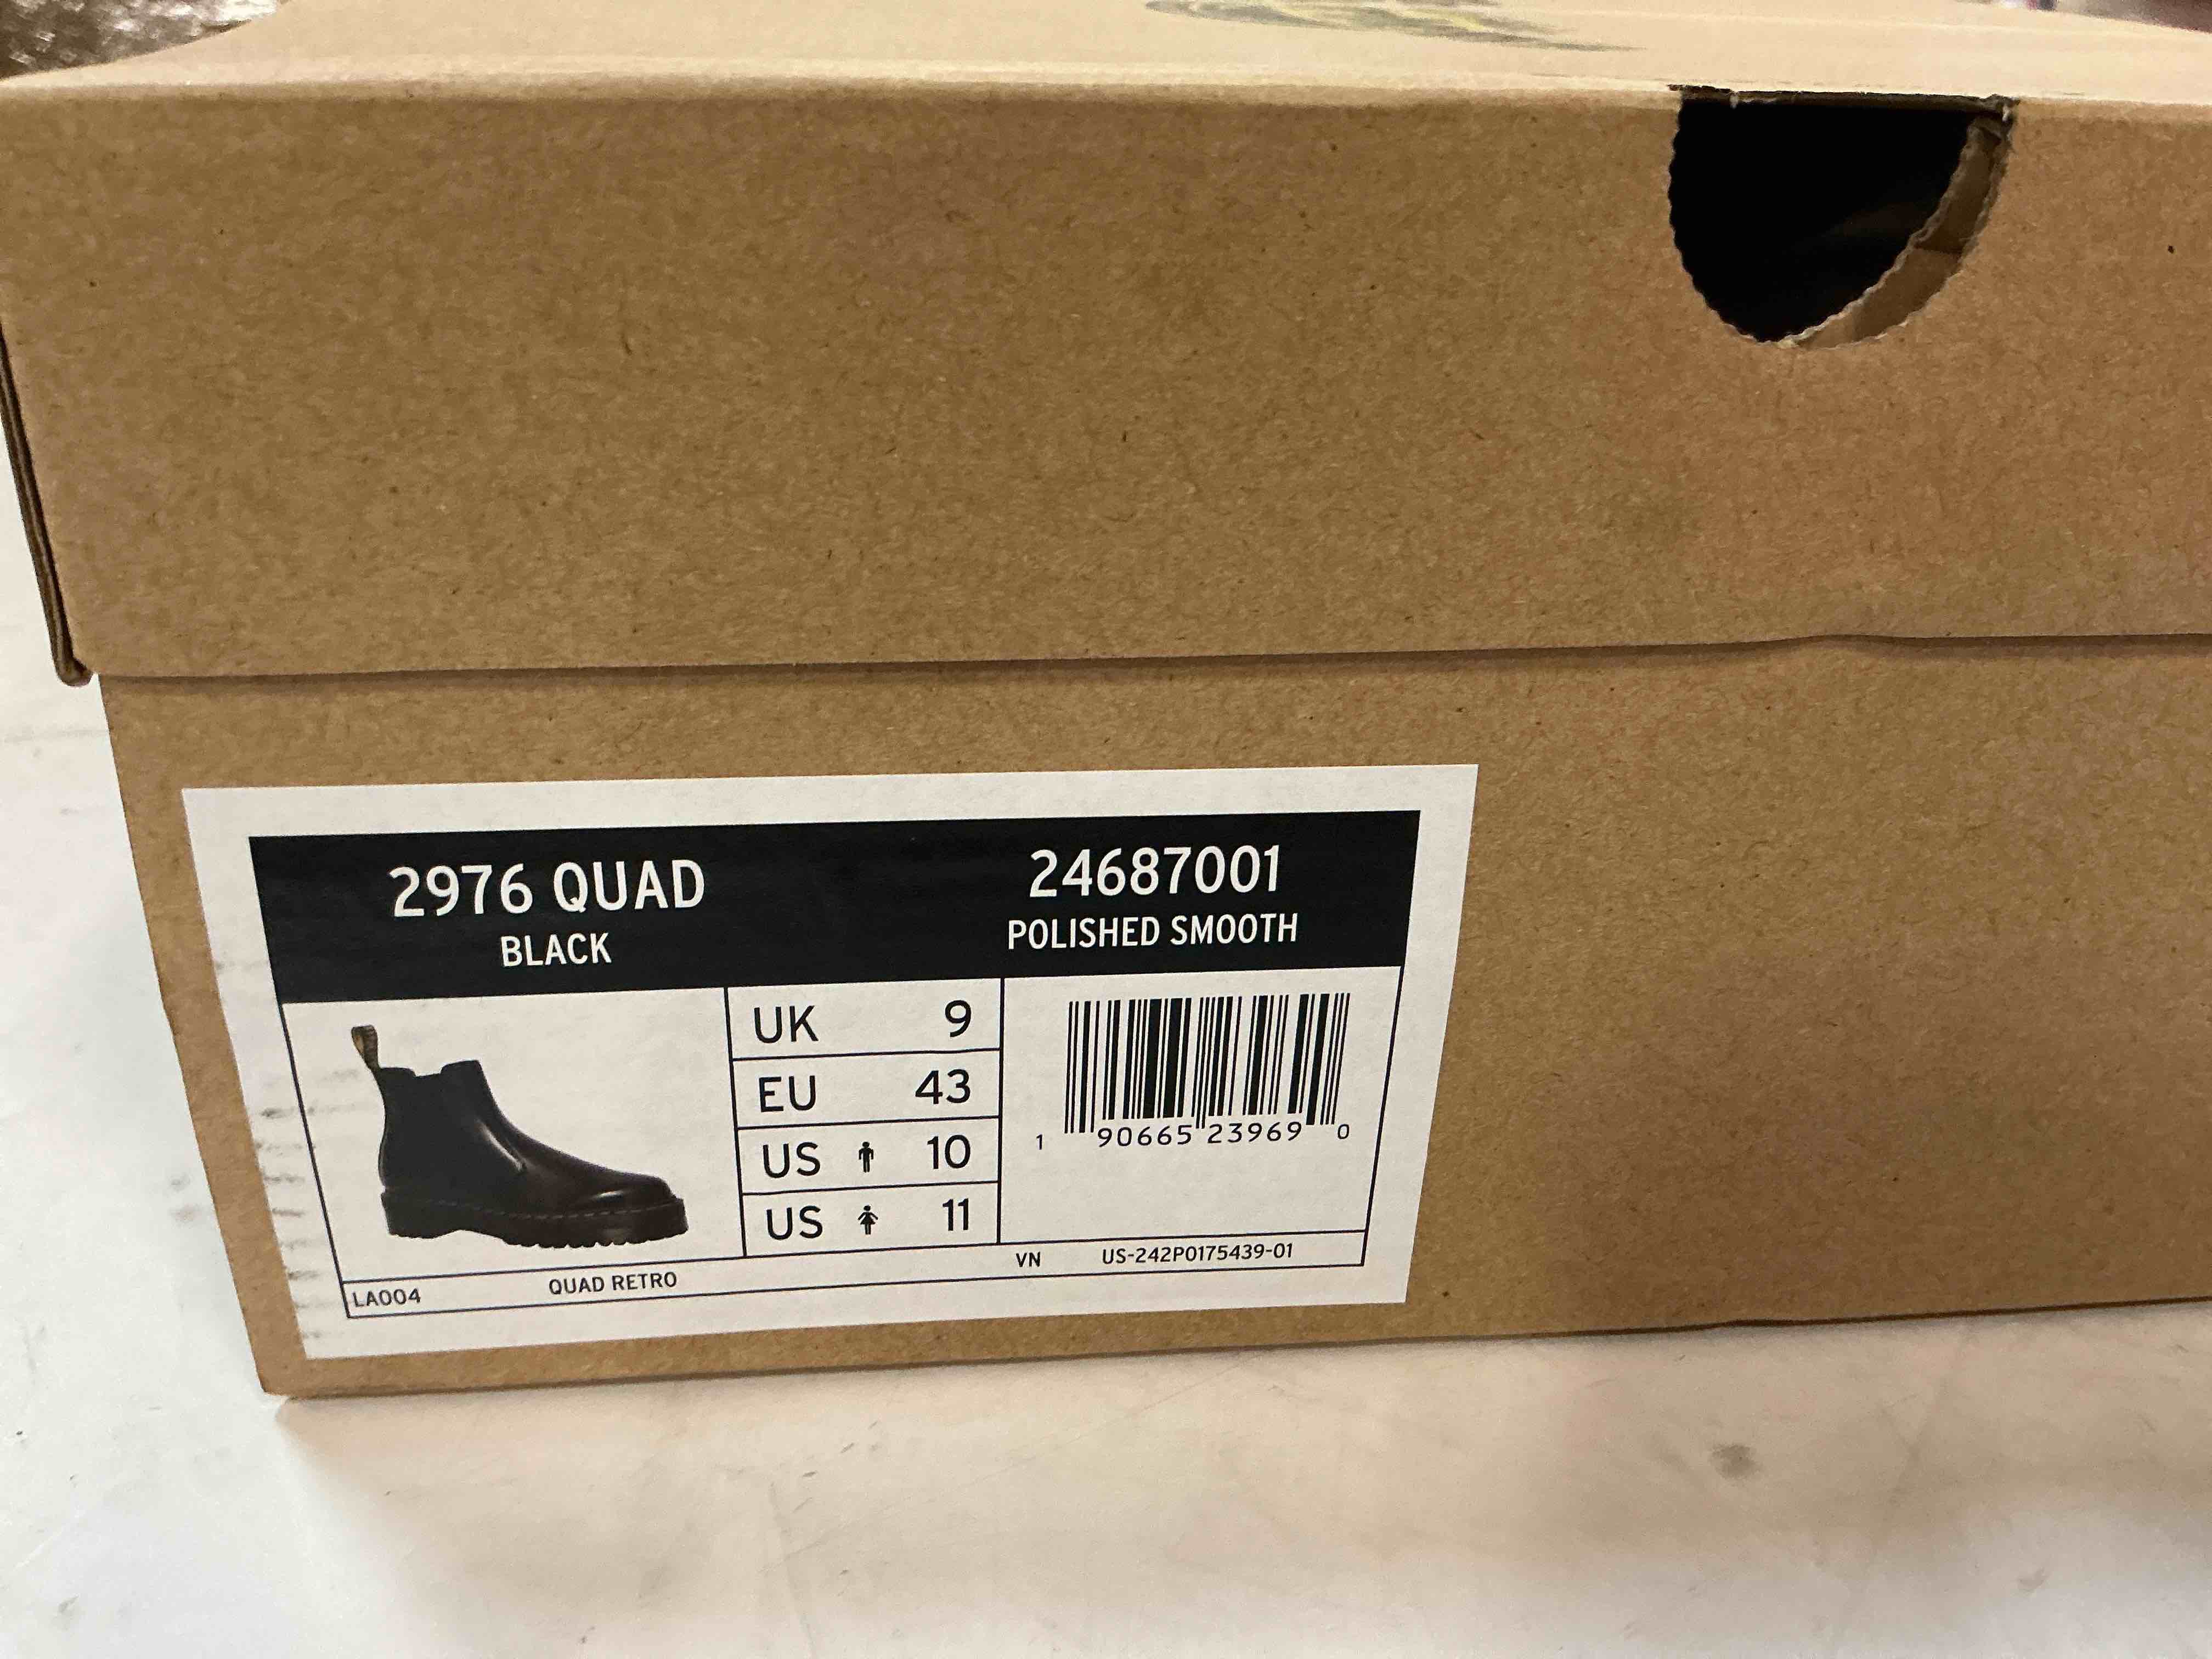 2976 QUAD
BLACK
24687001
POLISHED SMOOTH
UK 9
EU 43
US 10
US 11
1 90665 23969 0
LA004 QUAD RETRO VN US-242P0175439-01